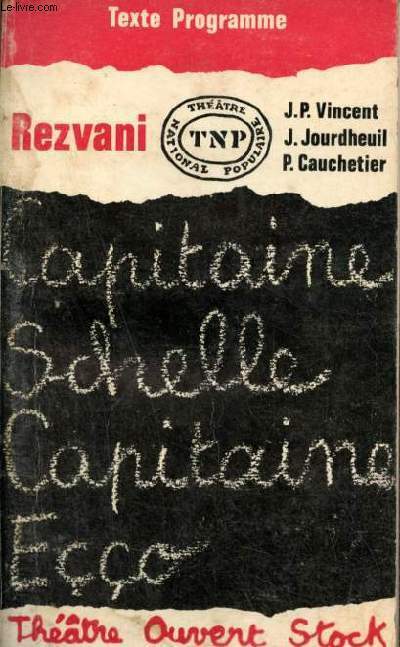 Le-livre.com
Texte Programme
Rezvani
THÉÂTRE NATIONAL POPULAIRE
TNP
J.P. Vincent
J. Jourdheuil
P. Cauchetier
Capitaine
Schelle
Capitaine
Eçço
Théâtre Ouvert Stock